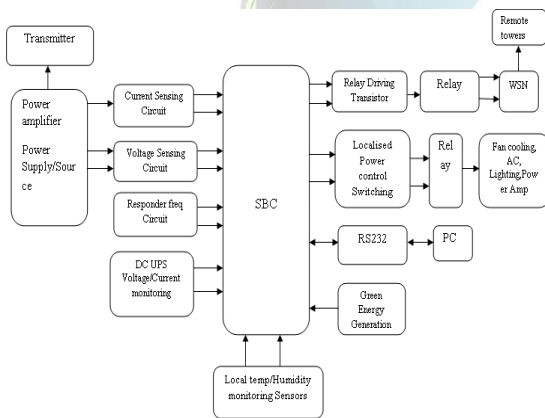 Transmitter
Power
amplifier
Power
Supply/Sour
ce
Current Sensing
Circuit
Voltage Sensing
Circuit
Responder freq
Circuit
DC UPS
Voltage/Current
monitoring
SBC
Local temp/Humidity
monitoring Sensors
Relay Driving
Transistor
Relay
WSN
Remote
towers
Localised
Power
control
Switching
Rel
ay
Fan cooling,
AC,
Lighting,Pow
er Amp
RS232
PC
Green
Energy
Generation